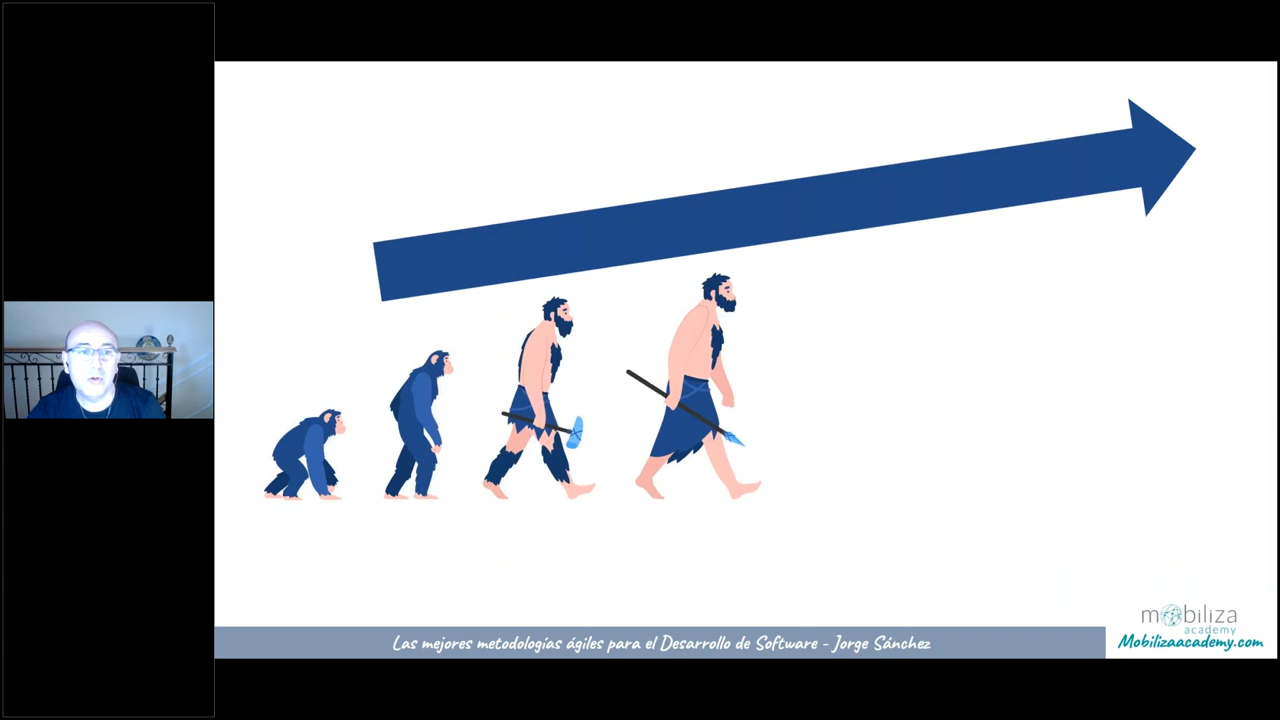 mobiliza
academy
Las mejores metodologías ágiles para el Desarrollo de Software - Jorge Sánchez
Mobilizaacademy.com